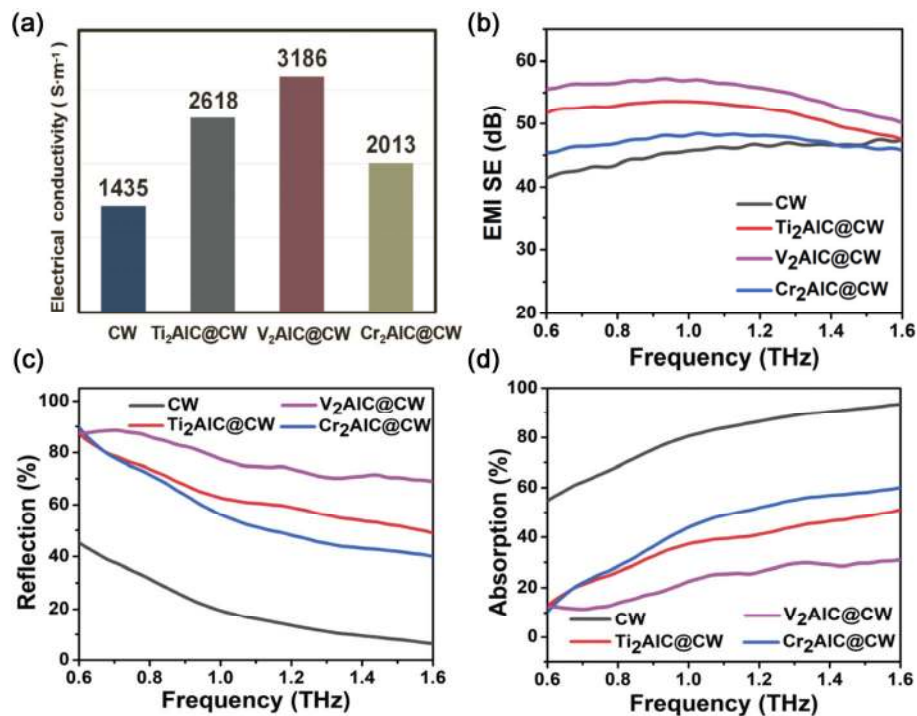 (a)
Electrical conductivity ( S·m⁻¹ )
1435
2618
3186
2013
CW
Ti₂AlC@CW
V₂AlC@CW
Cr₂AlC@CW
(b)
EMI SE (dB)
60
50
40
30
20
CW
Ti₂AlC@CW
V₂AlC@CW
Cr₂AlC@CW
0.6 0.8 1.0 1.2 1.4 1.6
Frequency (THz)
(c)
Reflection (%)
100
80
60
40
20
0
CW
V₂AlC@CW
Ti₂AlC@CW
Cr₂AlC@CW
0.6 0.8 1.0 1.2 1.4 1.6
Frequency (THz)
(d)
Absorption (%)
100
80
60
40
20
0
CW
V₂AlC@CW
Ti₂AlC@CW
Cr₂AlC@CW
0.6 0.8 1.0 1.2 1.4 1.6
Frequency (THz)